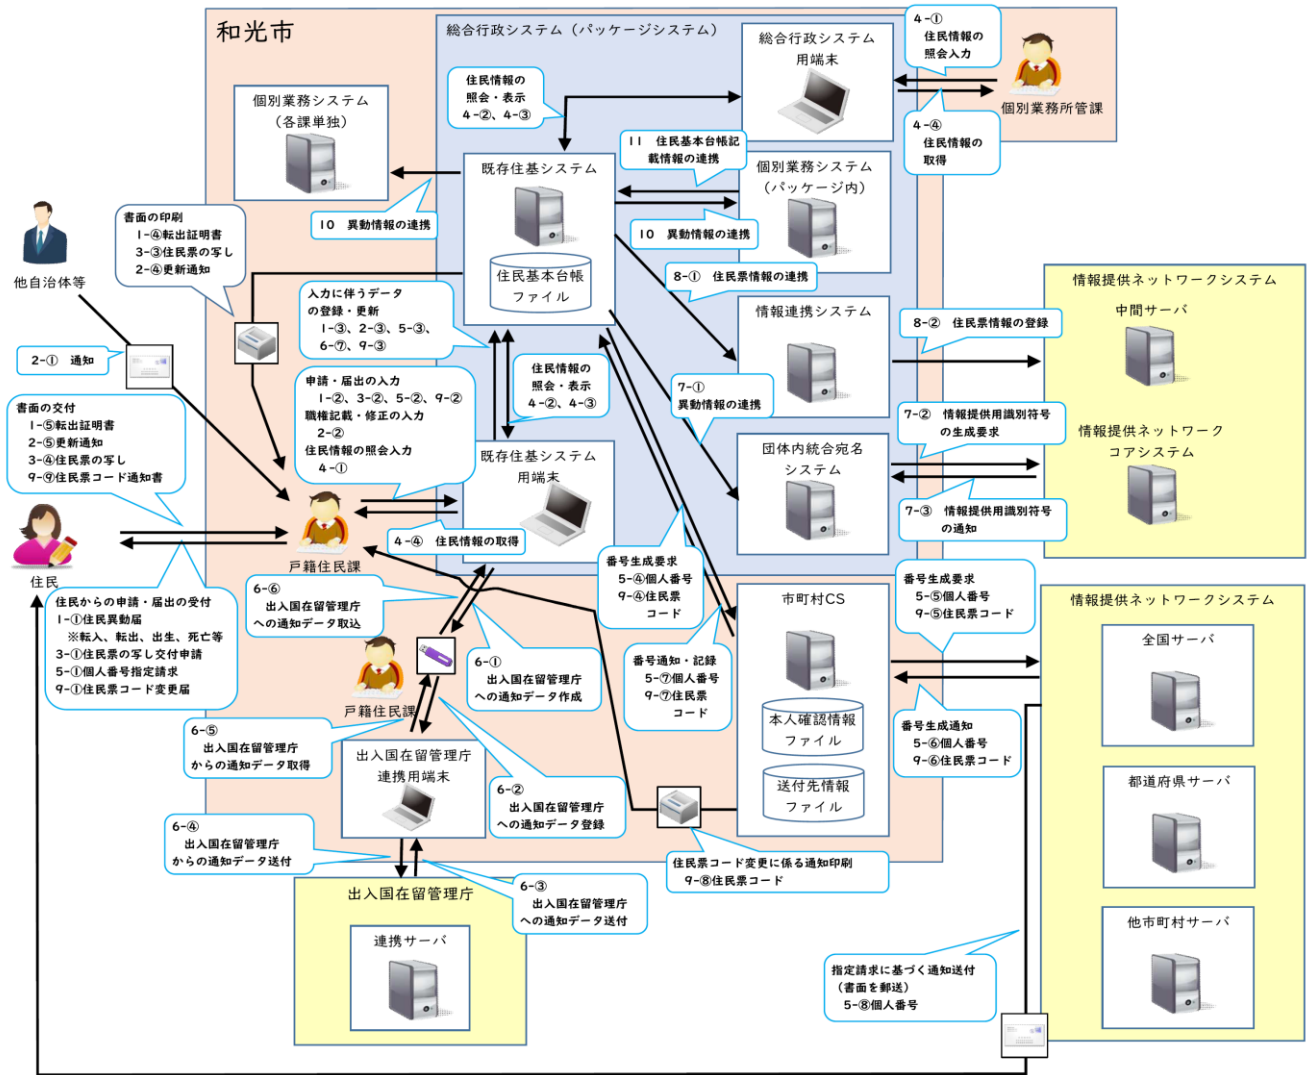 和光市
総合行政システム（パッケージシステム）
総合行政システム
用端末
4-①
住民情報の
照会入力
個別業務所管課
4-④
住民情報の
取得
住民情報の
照会・表示
4-②、4-③
個別業務システム
（各課単独）
既存住基システム
住民基本台帳
ファイル
11　住民基本台帳記
載情報の連携
個別業務システム
（パッケージ内）
10　異動情報の連携
10　異動情報の連携
8-①　住民票情報の連携
他自治体等
書面の印刷
1-④転出証明書
3-③住民票の写し
2-④更新通知
2-①　通知
入力に伴うデータ
の登録・更新
1-③、2-③、5-③、
6-⑦、9-③
住民情報の
照会・表示
4-②、4-③
情報連携システム
8-②　住民票情報の登録
情報提供ネットワークシステム
中間サーバ
情報提供ネットワーク
コアシステム
7-①
異動情報の連携
7-②　情報提供用識別符号
の生成要求
7-③　情報提供用識別符号
の通知
団体内統合宛名
システム
書面の交付
1-⑤転出証明書
2-⑤更新通知
3-④住民票の写し
9-⑨住民票コード通知書
申請・届出の入力
1-②、3-②、5-②、9-②
職権記載・修正の入力
2-②
住民情報の照会入力
4-①
既存住基システム
用端末
4-④　住民情報の取得
戸籍住民課
住民
住民からの申請・届出の受付
1-①住民異動届
※転入、転出、出生、死亡等
3-①住民票の写し交付申請
5-①個人番号指定請求
9-①住民票コード変更届
6-⑥
出入国在留管理庁
への通知データ取込
6-①
出入国在留管理庁
への通知データ作成
戸籍住民課
6-⑤
出入国在留管理庁
からの通知データ取得
6-②
出入国在留管理庁
への通知データ登録
出入国在留管理庁
連携用端末
6-④
出入国在留管理庁
からの通知データ送付
6-③
出入国在留管理庁
への通知データ送付
出入国在留管理庁
連携サーバ
番号生成要求
5-④個人番号
9-④住民票
コード
番号通知・記録
5-⑦個人番号
9-⑦住民票
コード
市町村CS
本人確認情報
ファイル
送付先情報
ファイル
番号生成要求
5-⑤個人番号
9-⑤住民票コード
番号生成通知
5-⑥個人番号
9-⑥住民票コード
住民票コード変更に係る通知印刷
9-⑧住民票コード
情報提供ネットワークシステム
全国サーバ
都道府県サーバ
他市町村サーバ
指定請求に基づく通知送付
（書面を郵送）
5-⑧個人番号